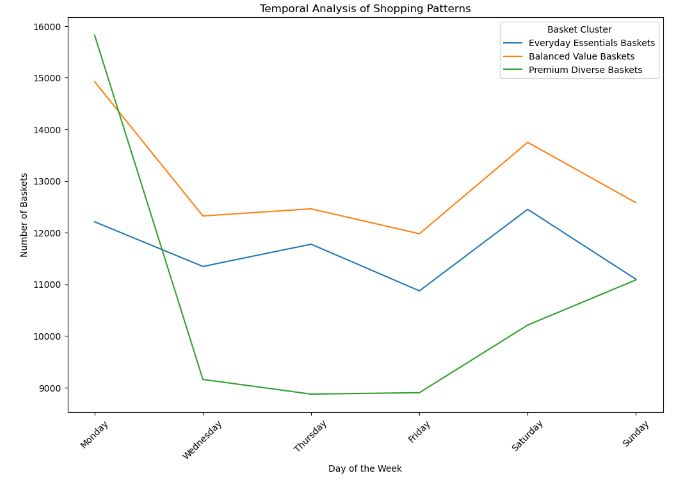 Temporal Analysis of Shopping Patterns
Basket Cluster
Everyday Essentials Baskets
Balanced Value Baskets
Premium Diverse Baskets
Number of Baskets
16000
15000
14000
13000
12000
11000
10000
9000
Monday
Wednesday
Thursday
Friday
Saturday
Sunday
Day of the Week